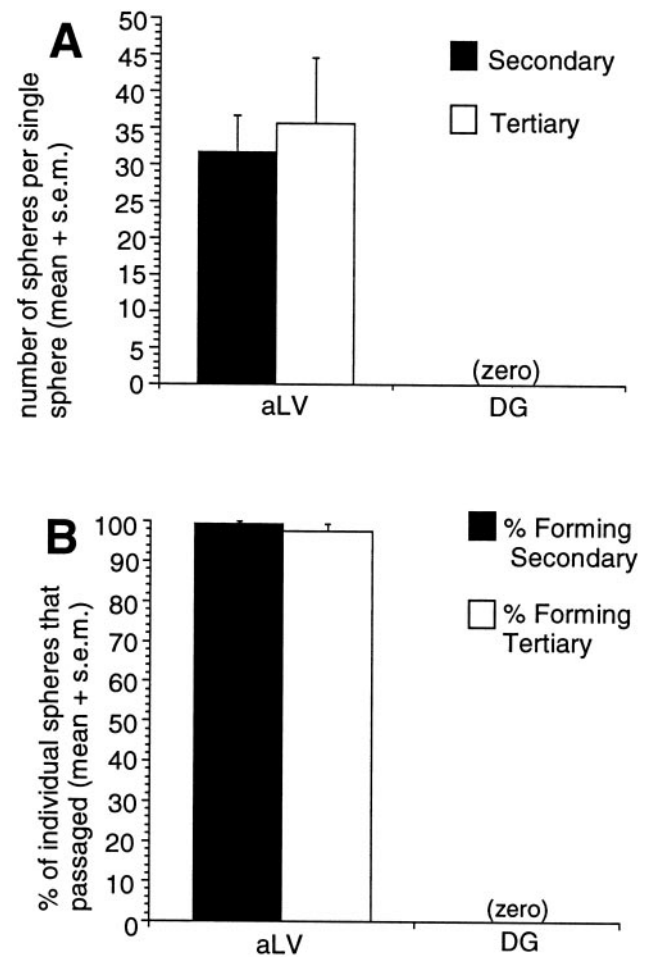 A
number of spheres per single
sphere (mean + s.e.m.)
50
45
40
35
30
25
20
15
10
5
0
Secondary
Tertiary
(zero)
aLV
DG
B
% of individual spheres that
passaged (mean + s.e.m.)
100
90
80
70
60
50
40
30
20
10
0
% Forming
Secondary
% Forming
Tertiary
(zero)
aLV
DG